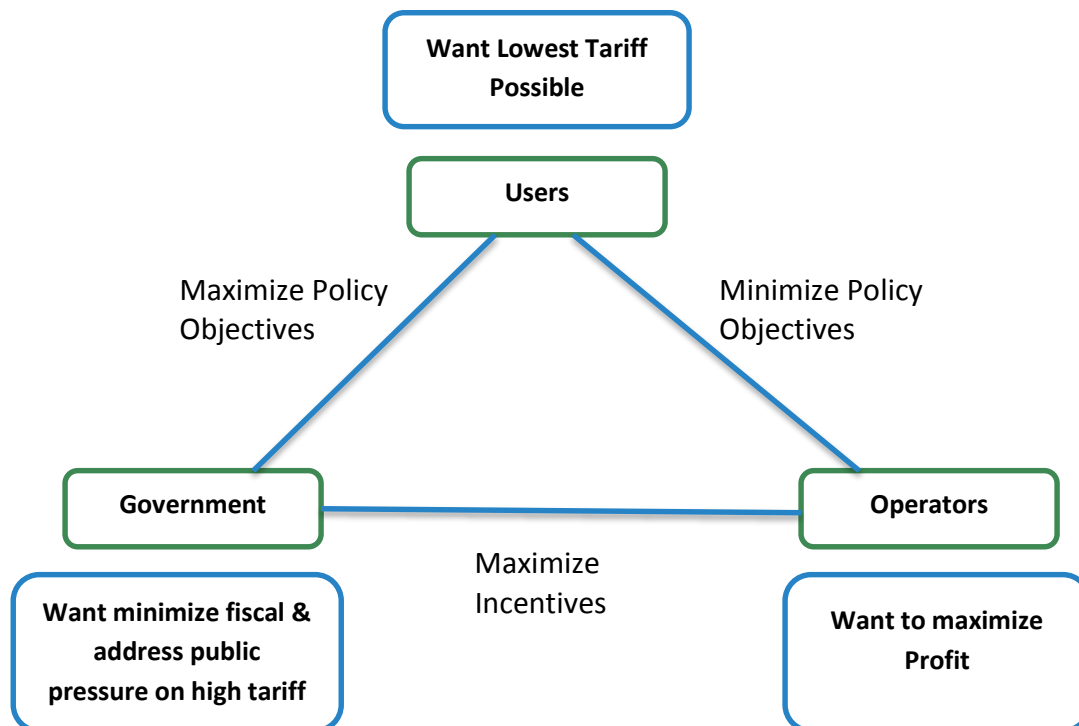 Want Lowest Tariff
Possible
Users
Maximize Policy
Objectives
Minimize Policy
Objectives
Government
Operators
Maximize
Incentives
Want minimize fiscal &
address public
pressure on high tariff
Want to maximize
Profit